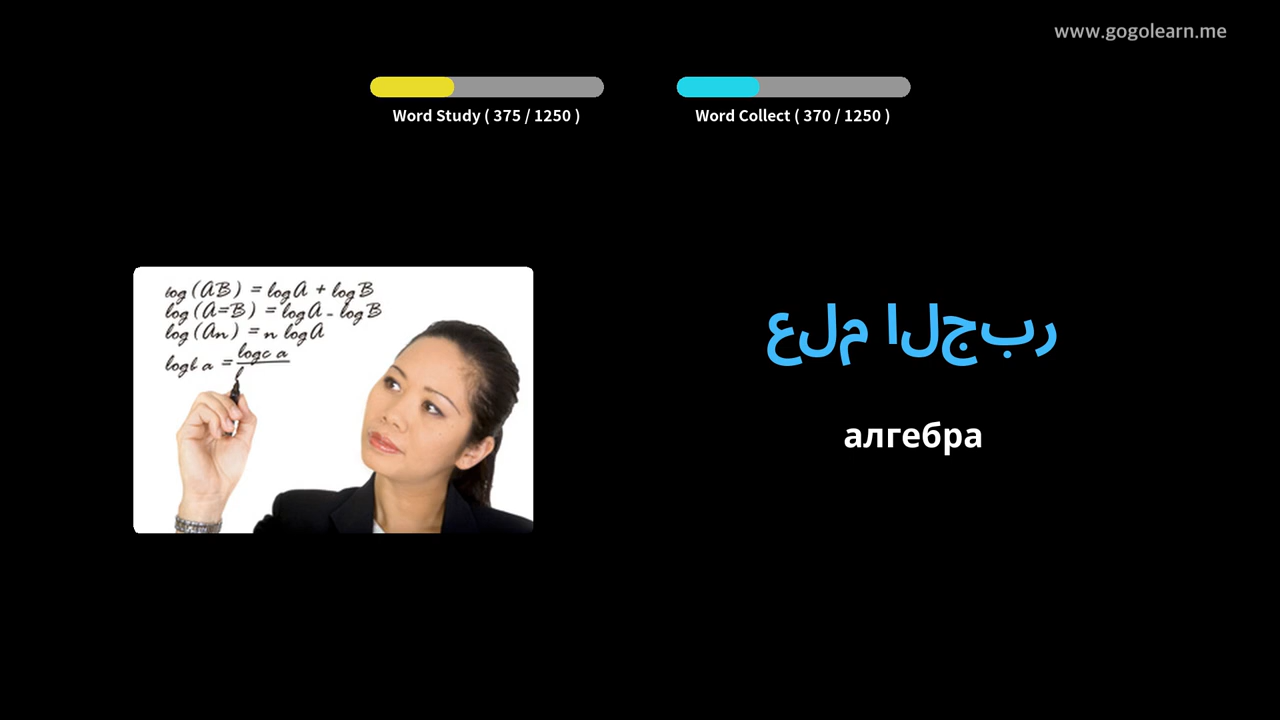 www.gogolearn.me
Word Study ( 375 / 1250 )
Word Collect ( 370 / 1250 )
log (AB) = log A + log B
log (A=B) = log A - log B
log (An) = n log A
logb a = logc a
علم الجبر
алгебра